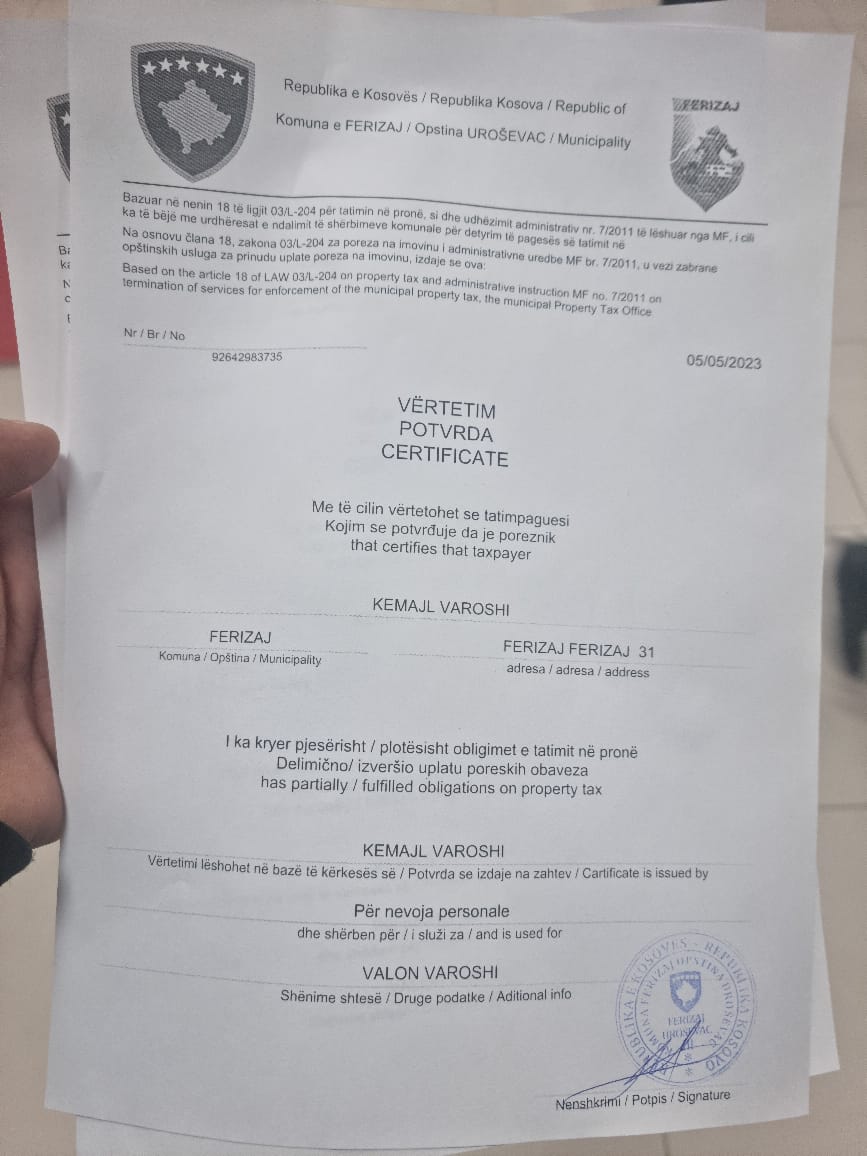 Republika e Kosovës / Republika Kosova / Republic of
Komuna e FERIZAJ / Opstina UROŠEVAC / Municipality
FERIZAJ
Bazuar në nenin 18 të ligjit 03/L-204 për tatimin në pronë, si dhe udhëzimit administrativ nr. 7/2011 të lëshuar nga MF, i cili
ka të bëjë me urdhëresat e ndalimit të shërbimeve komunale për detyrim të pagesës së tatimit në
Na osnovu člana 18, zakona 03/L-204 za poreza na imovinu i administrativne uredbe MF br. 7/2011, u vezi zabrane
opštinskih usluga za prinudu uplate poreza na imovinu, izdaje se ova:
Based on the article 18 of LAW 03/L-204 on property tax and administrative instruction MF no. 7/2011 on
termination of services for enforcement of the municipal property tax, the municipal Property Tax Office
Nr / Br / No
92642983735
05/05/2023
VËRTETIM
POTVRDA
CERTIFICATE
Me të cilin vërtetohet se tatimpaguesi
Kojim se potvrđuje da je poreznik
that certifies that taxpayer
KEMAJL VAROSHI
FERIZAJ
FERIZAJ FERIZAJ 31
Komuna / Opština / Municipality
adresa / adresa / address
I ka kryer pjesërisht / plotësisht obligimet e tatimit në pronë
Delimično/ izveršio uplatu poreskih obaveza
has partially / fulfilled obligations on property tax
KEMAJL VAROSHI
Vërtetimi lëshohet në bazë të kërkesës së / Potvrda se izdaje na zahtev / Cartificate is issued by
Për nevoja personale
dhe shërben për / i služi za / and is used for
VALON VAROSHI
Shënime shtesë / Druge podatke / Aditional info
REPUBLIKA E KOSOVËS - REPUBLIKA KOSOVO
KOMUNA FERIZAJ OPSTINA UROSEVAC
FERIZAJ
UROSEVAC
Nënshkrimi / Potpis / Signature